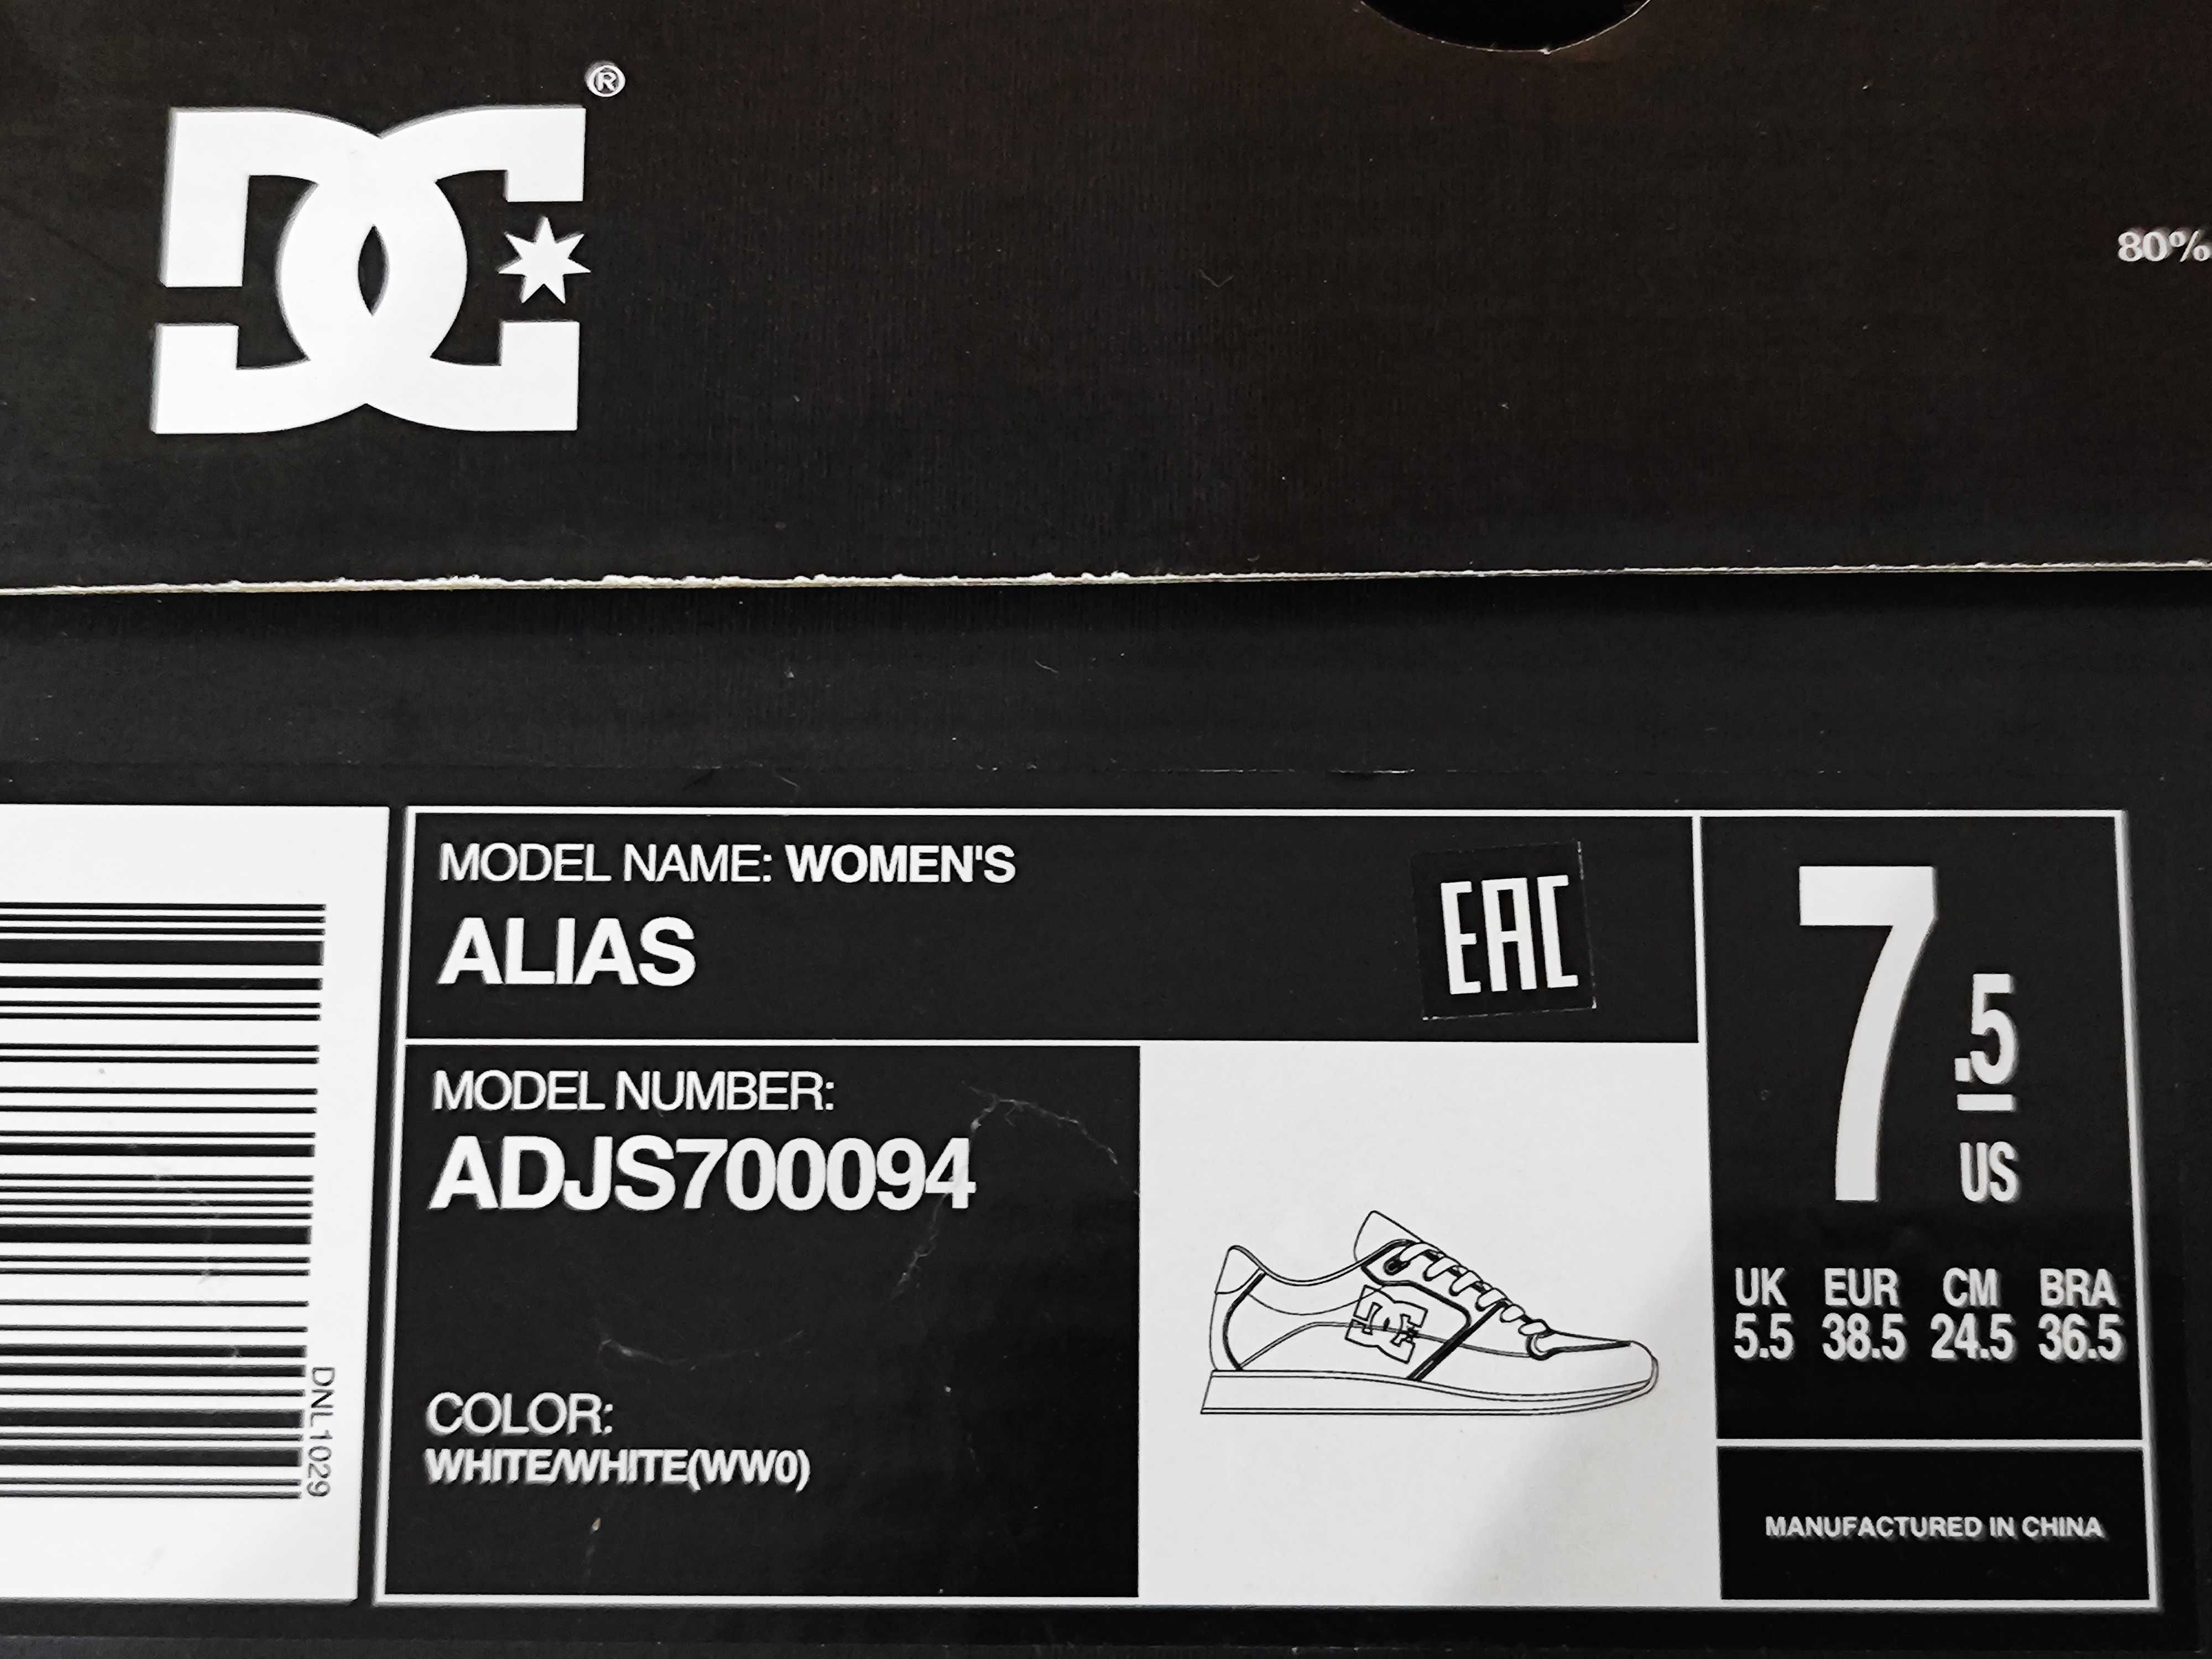 DC®
80%
MODEL NAME: WOMEN'S
ALIAS
EAC
MODEL NUMBER:
ADJS700094
COLOR:
WHITE/WHITE(WW0)
DNL1029
DC
7.5
US
UK EUR CM BRA
5.5 38.5 24.5 36.5
MANUFACTURED IN CHINA